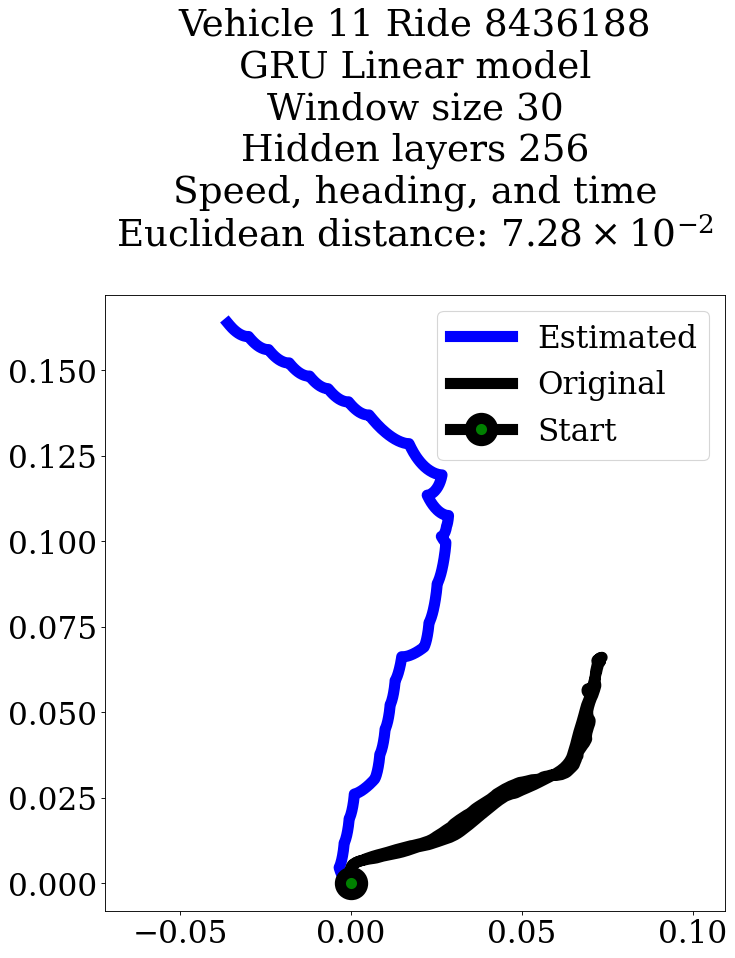 Vehicle 11 Ride 8436188
GRU Linear model
Window size 30
Hidden layers 256
Speed, heading, and time
Euclidean distance: 7.28 × 10⁻²
Estimated
Original
Start
0.150
0.125
0.100
0.075
0.050
0.025
0.000
−0.05 0.00 0.05 0.10